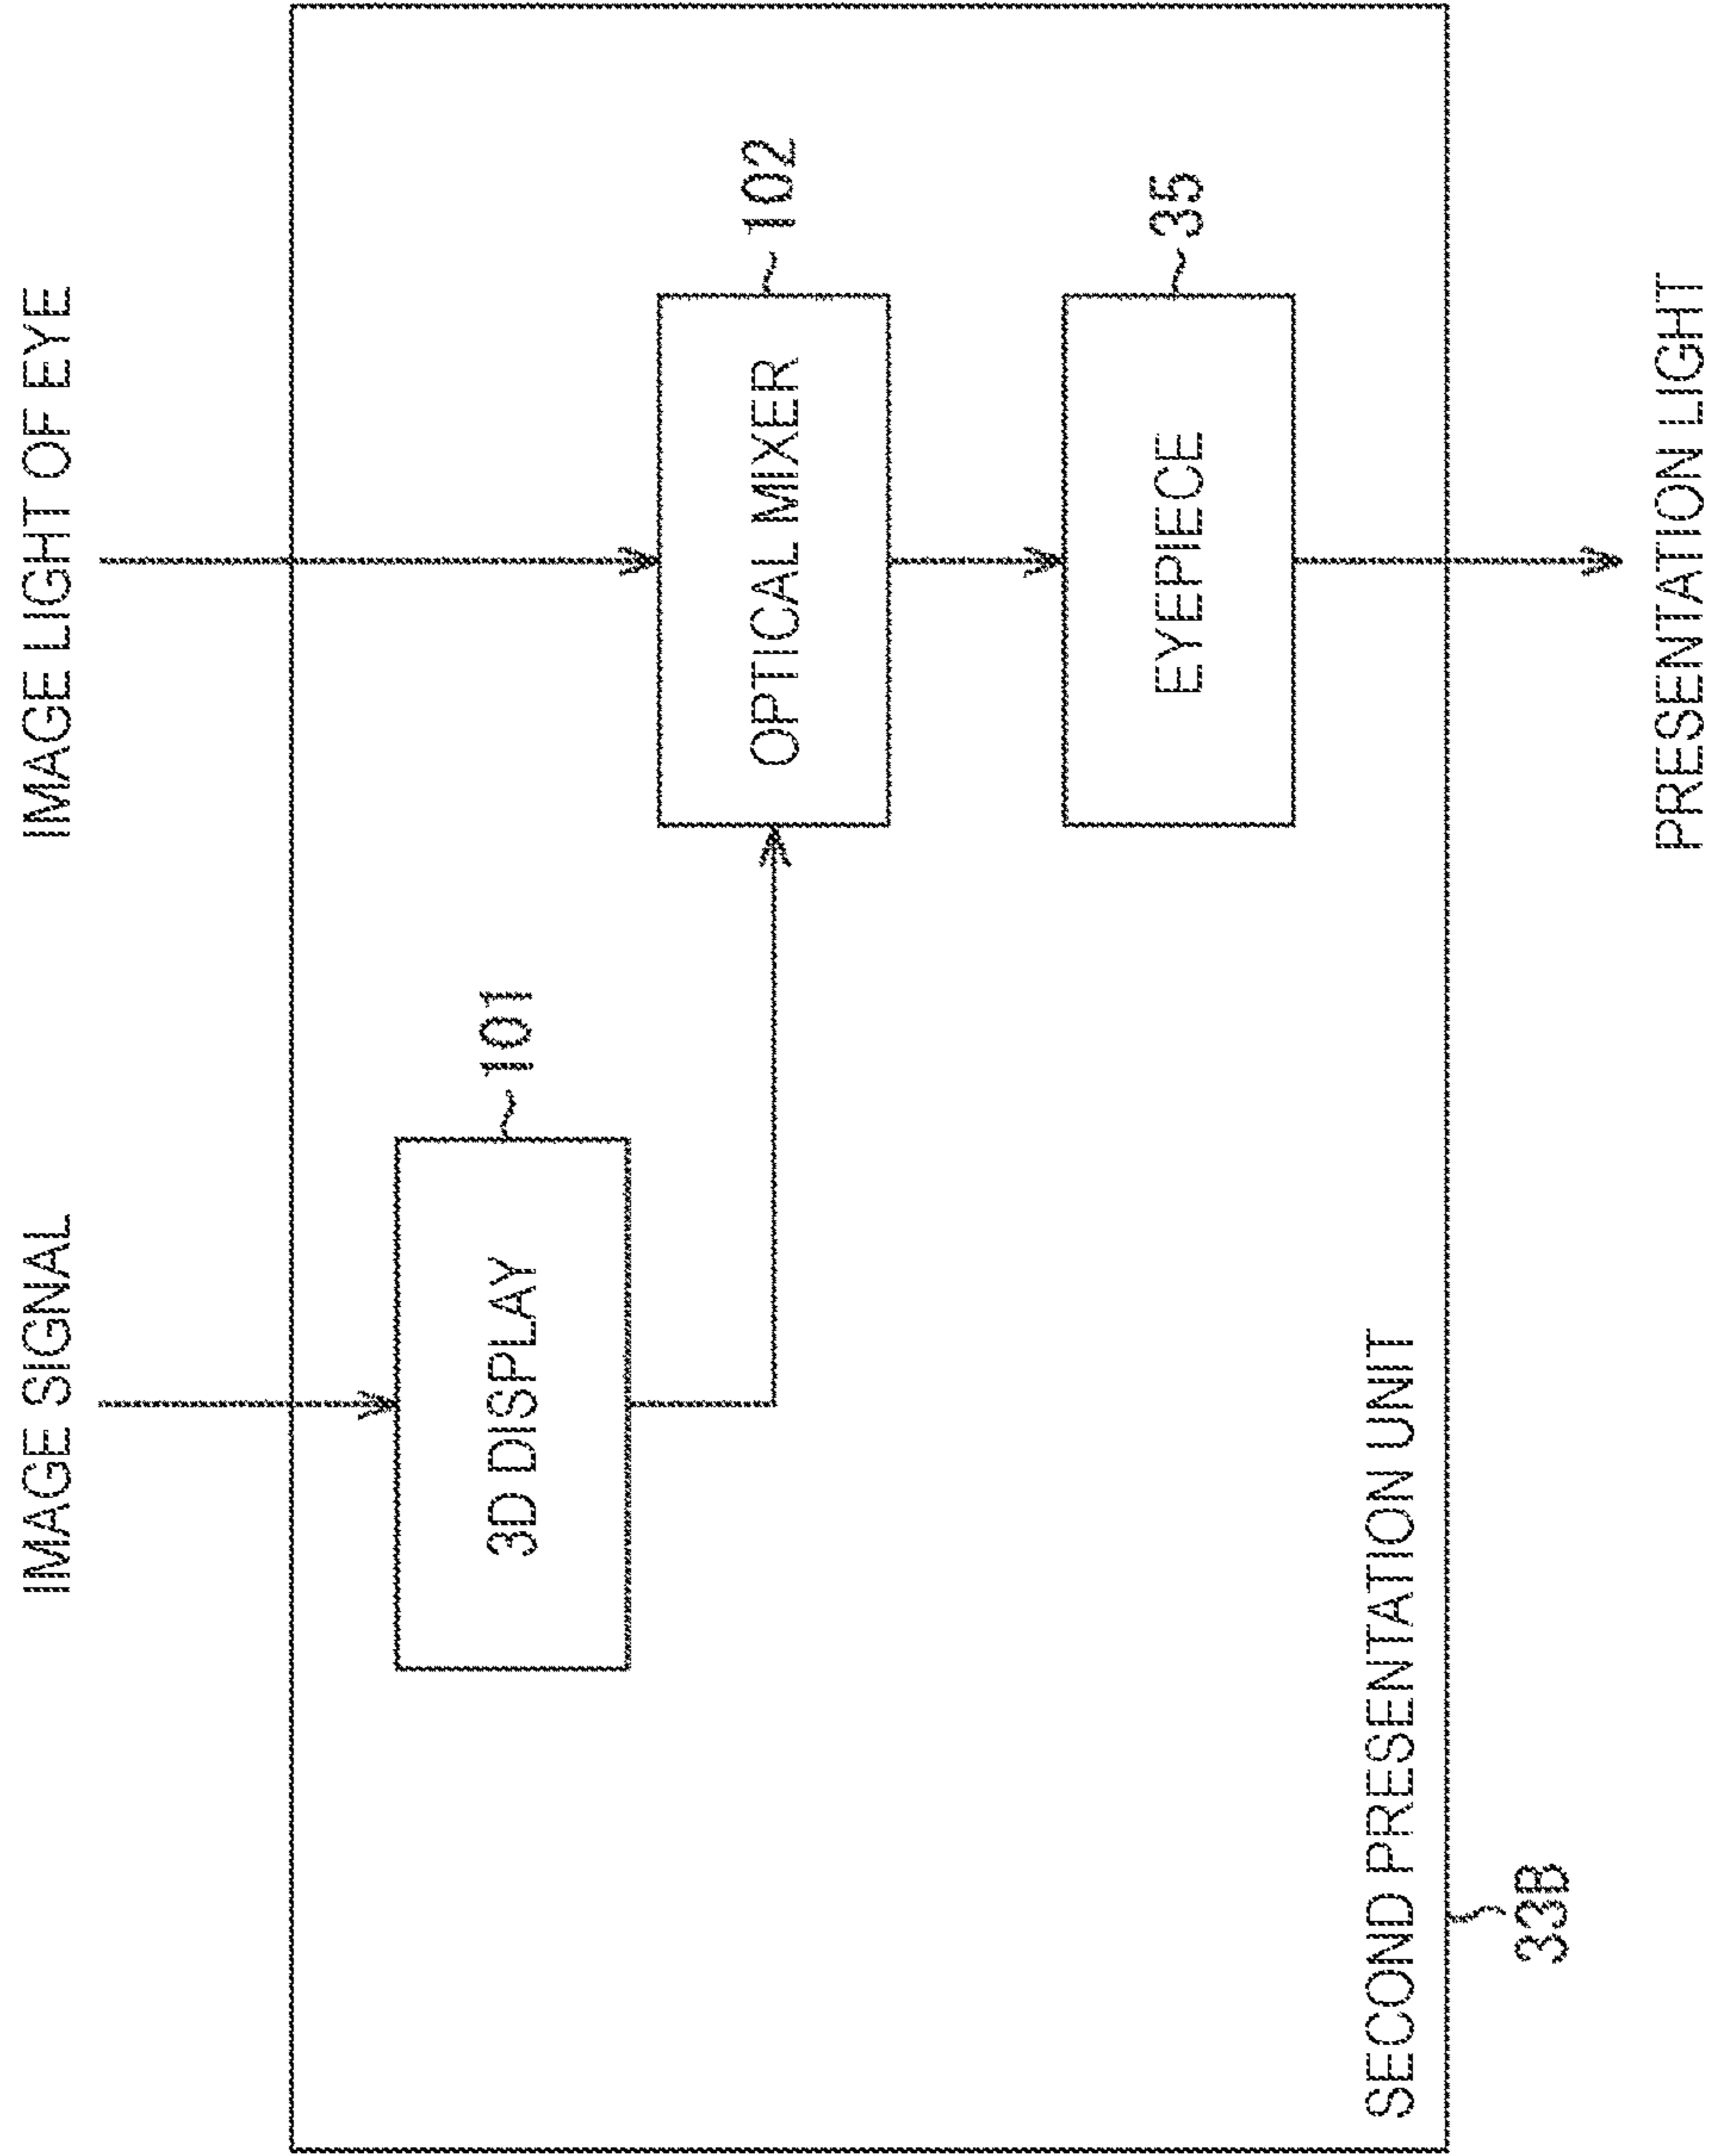 IMAGE SIGNAL
IMAGE LIGHT OF EYE
3D DISPLAY
101
OPTICAL MIXER
102
EYEPIECE
35
SECOND PRESENTATION UNIT
33B
PRESENTATION LIGHT